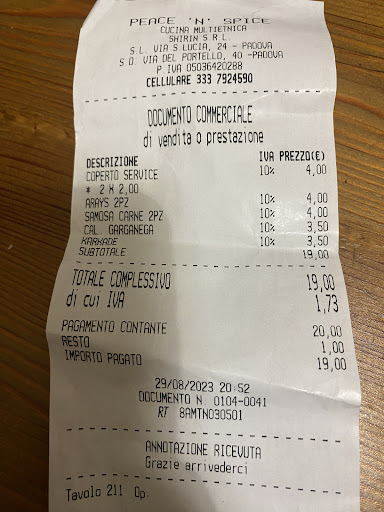 PEACE 'N' SPICE
CUCINA MULTIETNICA
SHIRIN S R L.
S.L. VIA S LUCIA, 24 - PADOVA
S O. VIA DEL PORTELLO, 40 -PADOVA
P.IVA 05036420288
CELLULARE 333 7924590
DOCUMENTO COMMERCIALE
di vendita o prestazione
DESCRIZIONE IVA PREZZO(€)
COPERTO SERVICE 10% 4,00
* 2 X 2,00
ARAYS 2PZ 10% 4,00
SAMOSA CARNE 2PZ 10% 4,00
CAL. GARGANEGA 10% 3,50
KARKADE 10% 3,50
SUBTOTALE 19,00
TOTALE COMPLESSIVO 19,00
di cui IVA 1,73
PAGAMENTO CONTANTE 20,00
RESTO 1,00
IMPORTO PAGATO 19,00
29/08/2023 20:52
DOCUMENTO N. 0104-0041
RT 8AMTN030501
ANNOTAZIONE RICEVUTA
Grazie arrivederci
Tavolo 211 Op: